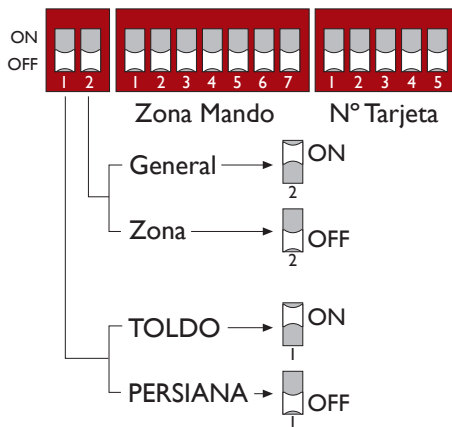 ON
OFF
1 2
1 2 3 4 5 6 7
1 2 3 4 5
Zona Mando
Nº Tarjeta
General
ON
2
Zona
OFF
2
TOLDO
ON
1
PERSIANA
OFF
1